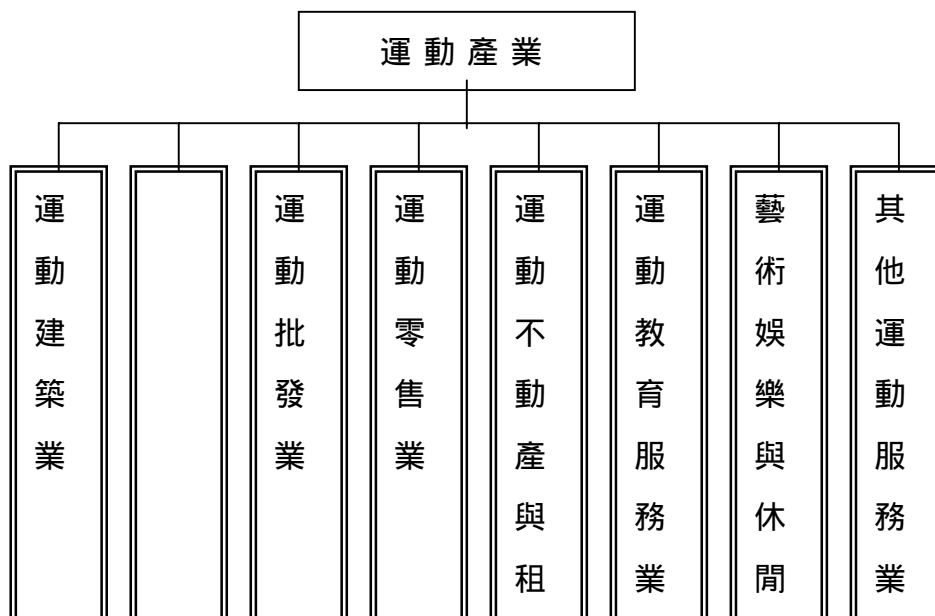 運動產業
運動建築業
運動批發業
運動零售業
運動不動產與租
運動教育服務業
藝術娛樂與休閒
其他運動服務業